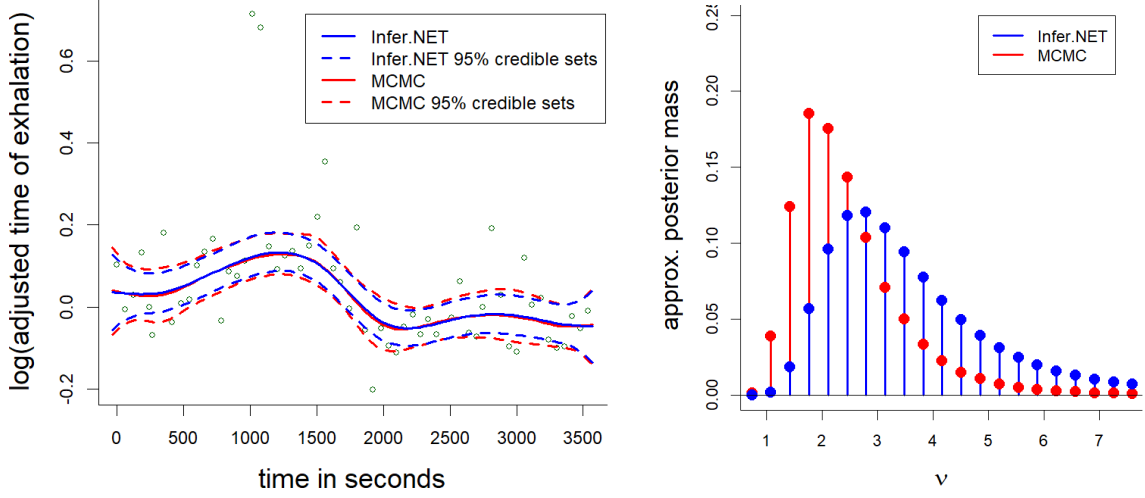 log(adjusted time of exhalation)
0.6
0.4
0.2
0.0
-0.2
Infer.NET
Infer.NET 95% credible sets
MCMC
MCMC 95% credible sets
0 500 1000 1500 2000 2500 3000 3500
time in seconds
approx. posterior mass
0.25
0.20
0.15
0.10
0.05
0.00
Infer.NET
MCMC
1 2 3 4 5 6 7
ν